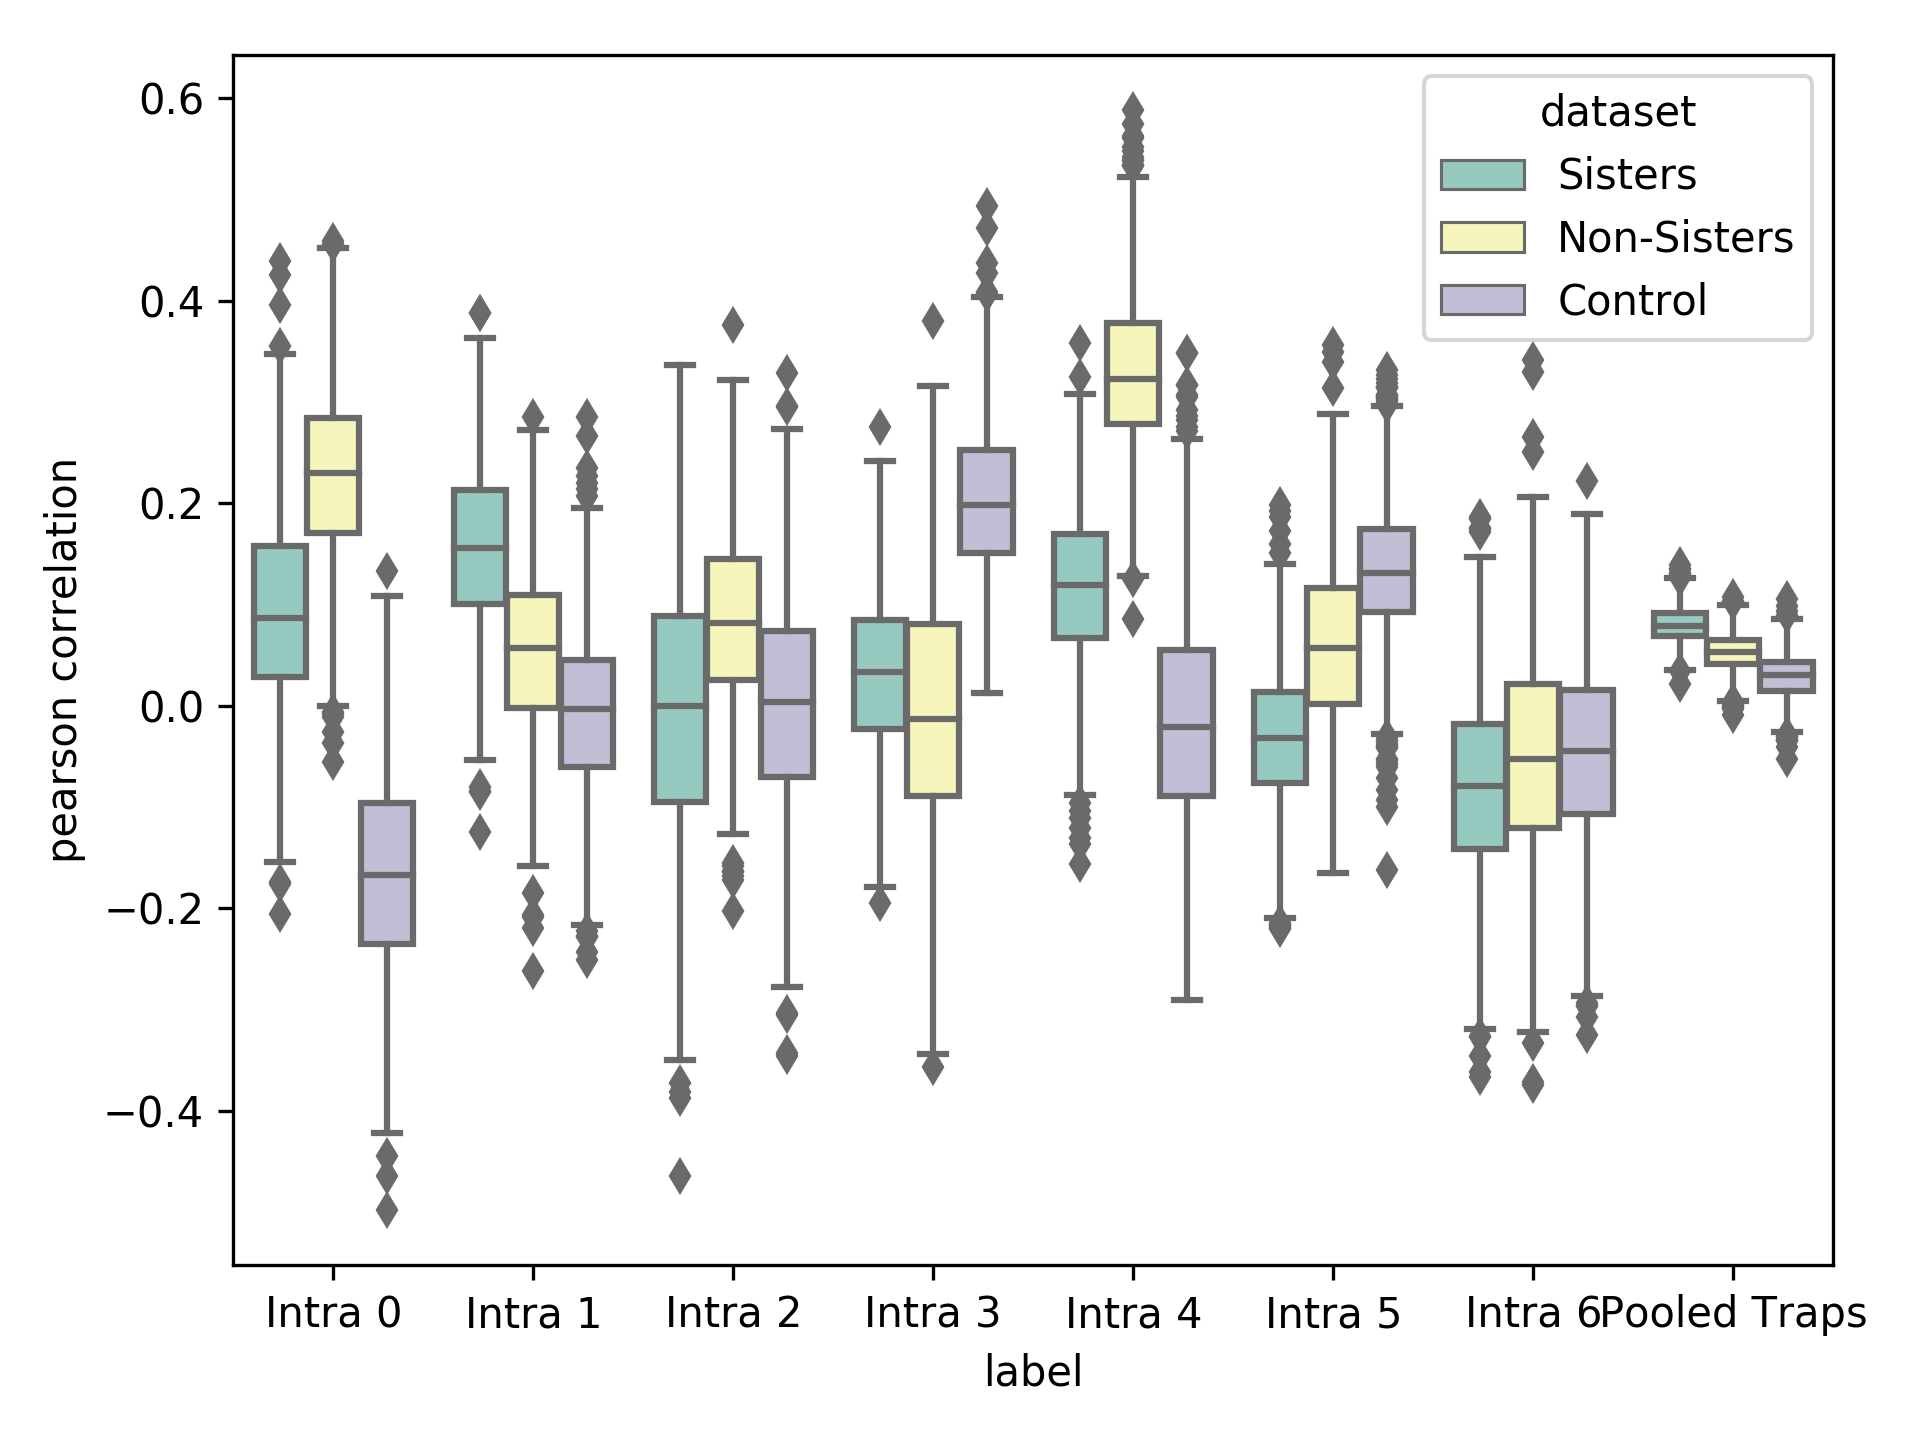 dataset
Sisters
Non-Sisters
Control
0.6
0.4
0.2
0.0
−0.2
−0.4
pearson correlation
Intra 0 Intra 1 Intra 2 Intra 3 Intra 4 Intra 5 Intra 6 Pooled Traps
label